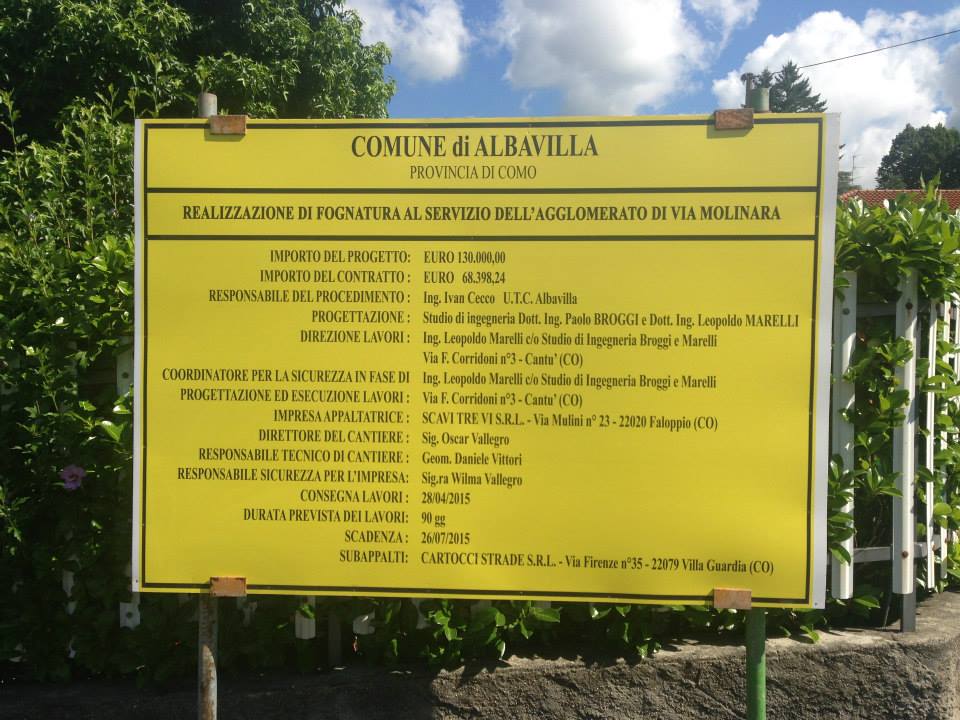 COMUNE di ALBAVILLA
PROVINCIA DI COMO
REALIZZAZIONE DI FOGNATURA AL SERVIZIO DELL'AGGLOMERATO DI VIA MOLINARA
IMPORTO DEL PROGETTO: EURO 130.000,00
IMPORTO DEL CONTRATTO : EURO 68.398,24
RESPONSABILE DEL PROCEDIMENTO : Ing. Ivan Cecco U.T.C. Albavilla
PROGETTAZIONE : Studio di ingegneria Dott. Ing. Paolo BROGGI e Dott. Ing. Leopoldo MARELLI
DIREZIONE LAVORI : Ing. Leopoldo Marelli c/o Studio di Ingegneria Broggi e Marelli
Via F. Corridoni n°3 - Cantu' (CO)
COORDINATORE PER LA SICUREZZA IN FASE DI Ing. Leopoldo Marelli c/o Studio di Ingegneria Broggi e Marelli
PROGETTAZIONE ED ESECUZIONE LAVORI : Via F. Corridoni n°3 - Cantu' (CO)
IMPRESA APPALTATRICE : SCAVI TRE VI S.R.L. - Via Mulini n° 23 - 22020 Faloppio (CO)
DIRETTORE DEL CANTIERE : Sig. Oscar Vallegro
RESPONSABILE TECNICO DI CANTIERE : Geom. Daniele Vittori
RESPONSABILE SICUREZZA PER L'IMPRESA: Sig.ra Wilma Vallegro
CONSEGNA LAVORI : 28/04/2015
DURATA PREVISTA DEI LAVORI: 90 gg
SCADENZA : 26/07/2015
SUBAPPALTI: CARTOCCI STRADE S.R.L. - Via Firenze n°35 - 22079 Villa Guardia (CO)